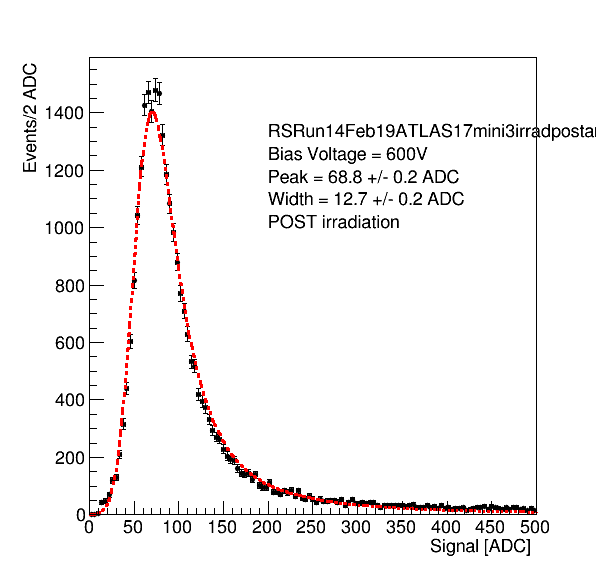 Events/2 ADC
1400
1200
1000
800
600
400
200
0
RSRun14Feb19ATLAS17mini3irradpostar
Bias Voltage = 600V
Peak = 68.8 +/- 0.2 ADC
Width = 12.7 +/- 0.2 ADC
POST irradiation
0 50 100 150 200 250 300 350 400 450 500
Signal [ADC]